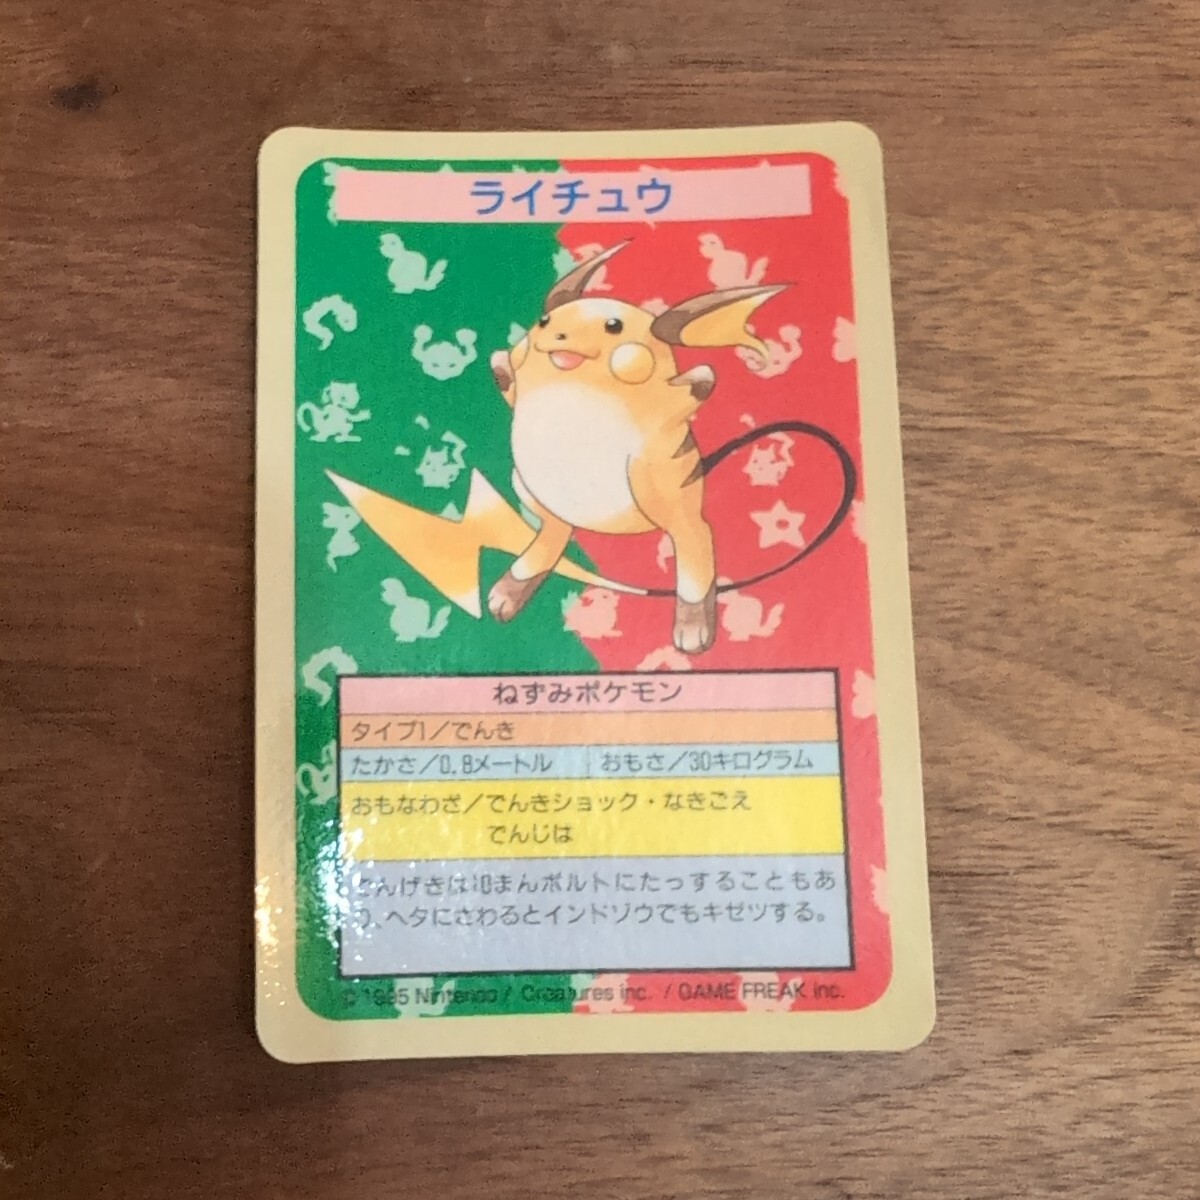 ライチュウ
ねずみポケモン
タイプ1／でんき
たかさ／0.8メートル おもさ／30キログラム
おもなわざ／でんきショック・なきごえ
でんじは
でんげきは10まんボルトにたっすることもあ
り、ヘタにさわるとインドゾウでもキゼツする。
© 1995 Nintendo / Creatures inc. / GAME FREAK inc.